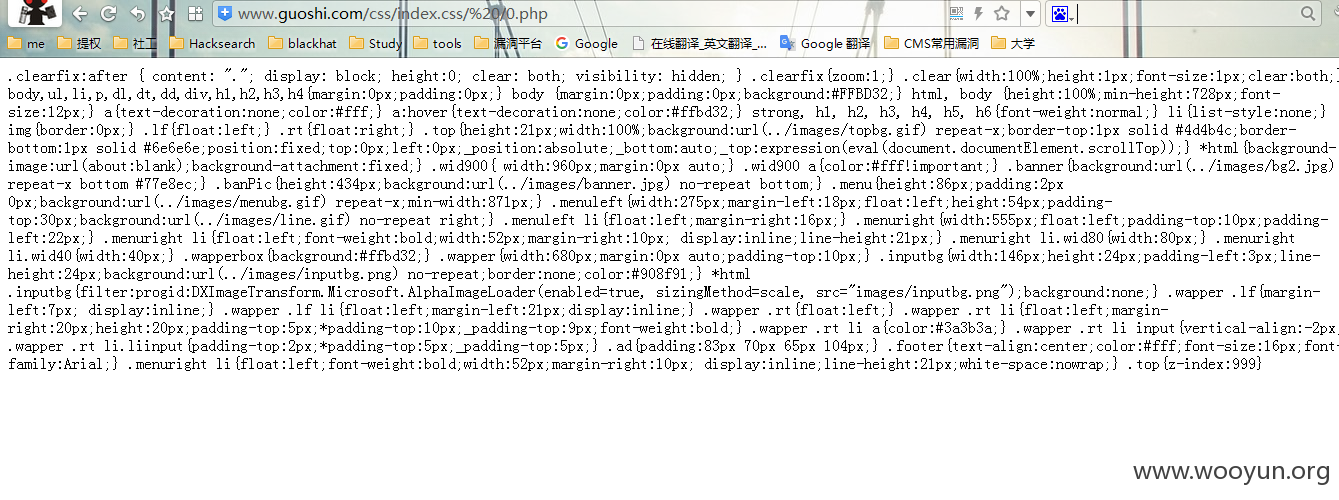 www.guoshi.com/css/index.css/%20/0.php
me 提权 社工 Hacksearch blackhat Study tools 漏洞平台 Google 在线翻译_英文翻译_... Google 翻译 CMS常用漏洞 大学
.clearfix:after { content: "."; display: block; height:0; clear: both; visibility: hidden; } .clearfix{zoom:1;} .clear{width:100%;height:1px;font-size:1px;clear:both;}
body,ul,li,p,dl,dt,dd,div,h1,h2,h3,h4{margin:0px;padding:0px;} body {margin:0px;padding:0px;background:#FFBD32;} html, body {height:100%;min-height:728px;font-
size:12px;} a{text-decoration:none;color:#fff;} a:hover{text-decoration:none;color:#ffbd32;} strong, h1, h2, h3, h4, h5, h6{font-weight:normal;} li{list-style:none;}
img{border:0px;} .lf{float:left;} .rt{float:right;} .top{height:21px;width:100%;background:url(../images/topbg.gif) repeat-x;border-top:1px solid #4d4b4c;border-
bottom:1px solid #6e6e6e;position:fixed;top:0px;left:0px;_position:absolute;_bottom:auto;_top:expression(eval(document.documentElement.scrollTop));} *html{background-
image:url(about:blank);background-attachment:fixed;} .wid900{ width:960px;margin:0px auto;} .wid900 a{color:#fff!important;} .banner{background:url(../images/bg2.jpg)
repeat-x bottom #77e8ec;} .banPic{height:434px;background:url(../images/banner.jpg) no-repeat bottom;} .menu{height:86px;padding:2px
0px;background:url(../images/menubg.gif) repeat-x;min-width:871px;} .menuleft{width:275px;margin-left:18px;float:left;height:54px;padding-
top:30px;background:url(../images/line.gif) no-repeat right;} .menuleft li{float:left;margin-right:16px;} .menuright{width:555px;float:left;padding-top:10px;padding-
left:22px;} .menuright li{float:left;font-weight:bold;width:52px;margin-right:10px; display:inline;line-height:21px;} .menuright li.wid80{width:80px;} .menuright
li.wid40{width:40px;} .wapperbox{background:#ffbd32;} .wapper{width:680px;margin:0px auto;padding-top:10px;} .inputbg{width:146px;height:24px;padding-left:3px;line-
height:24px;background:url(../images/inputbg.png) no-repeat;border:none;color:#908f91;} *html
.inputbg{filter:progid:DXImageTransform.Microsoft.AlphaImageLoader(enabled=true, sizingMethod=scale, src="images/inputbg.png");background:none;} .wapper .lf{margin-
left:7px; display:inline;} .wapper .lf li{float:left;margin-left:21px;display:inline;} .wapper .rt{float:left;} .wapper .rt li{float:left;margin-
right:20px;height:20px;padding-top:5px;*padding-top:10px;_padding-top:9px;font-weight:bold;} .wapper .rt li a{color:#3a3b3a;} .wapper .rt li input{vertical-align:-2px;
.wapper .rt li.liinput{padding-top:2px;*padding-top:5px;_padding-top:5px;} .ad{padding:83px 70px 65px 104px;} .footer{text-align:center;color:#fff;font-size:16px;font-
family:Arial;} .menuright li{float:left;font-weight:bold;width:52px;margin-right:10px; display:inline;line-height:21px;white-space:nowrap;} .top{z-index:999}
www.wooyun.org